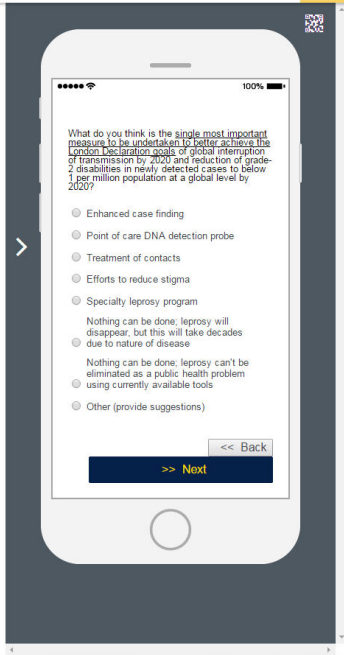 100%
What do you think is the single most important
measure to be undertaken to better achieve the
London Declaration goals of global interruption
of transmission by 2020 and reduction of grade-
2 disabilities in newly detected cases to below
1 per million population at a global level by
2020?
Enhanced case finding
Point of care DNA detection probe
Treatment of contacts
Efforts to reduce stigma
Specialty leprosy program
Nothing can be done; leprosy will
disappear, but this will take decades
due to nature of disease
Nothing can be done; leprosy can't be
eliminated as a public health problem
using currently available tools
Other (provide suggestions)
<< Back
>> Next